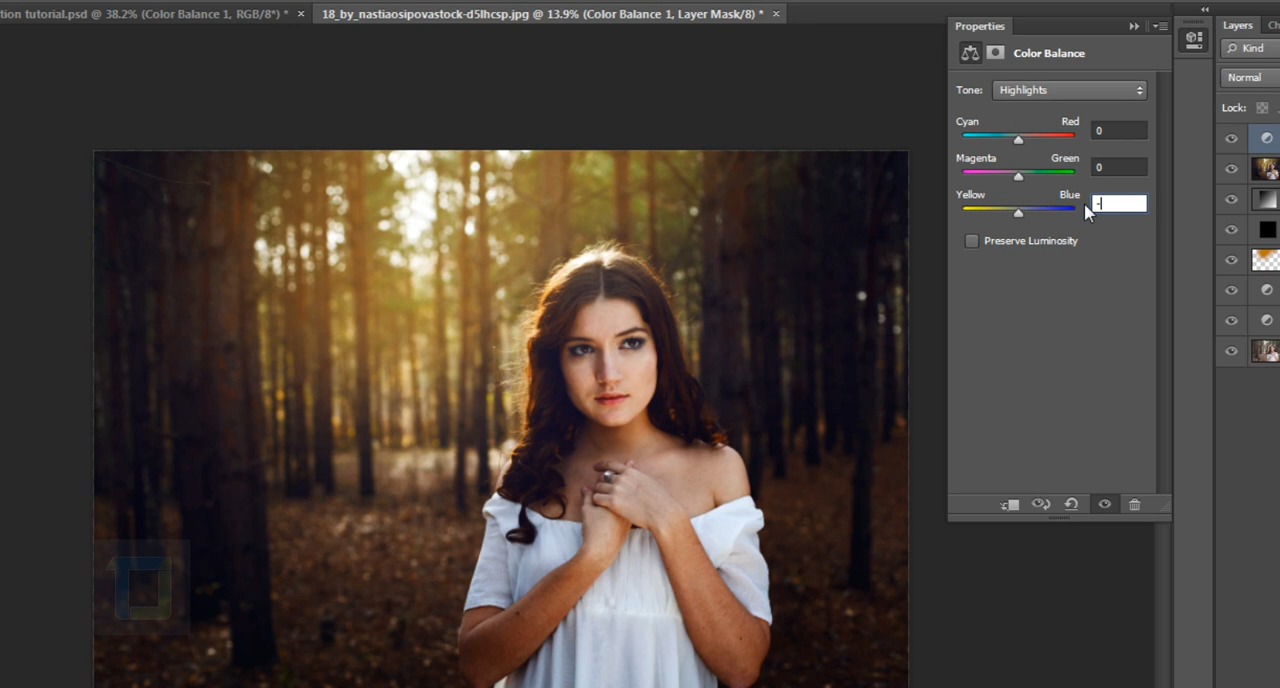 tion tutorial.psd @ 38.2% (Color Balance 1, RGB/8*) * ×
18_by_nastiaosipovastock-d5lhcsp.jpg @ 13.9% (Color Balance 1, Layer Mask/8) * ×
Properties
Layers Ch
Color Balance
Kind
Normal
Tone: Highlights
Lock:
Cyan Red 0
Magenta Green 0
Yellow Blue -
Preserve Luminosity